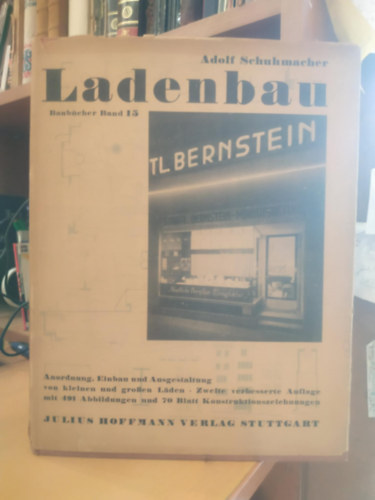 Adolf Schuhmacher
Ladenbau
Baubücher Band 15
TL BERNSTEIN
Anordnung, Einbau und Ausgestaltung
von kleinen und großen Läden · Zweite verbesserte Auflage
mit 491 Abbildungen und 70 Blatt Konstruktionszeichnungen
JULIUS HOFFMANN VERLAG STUTTGART